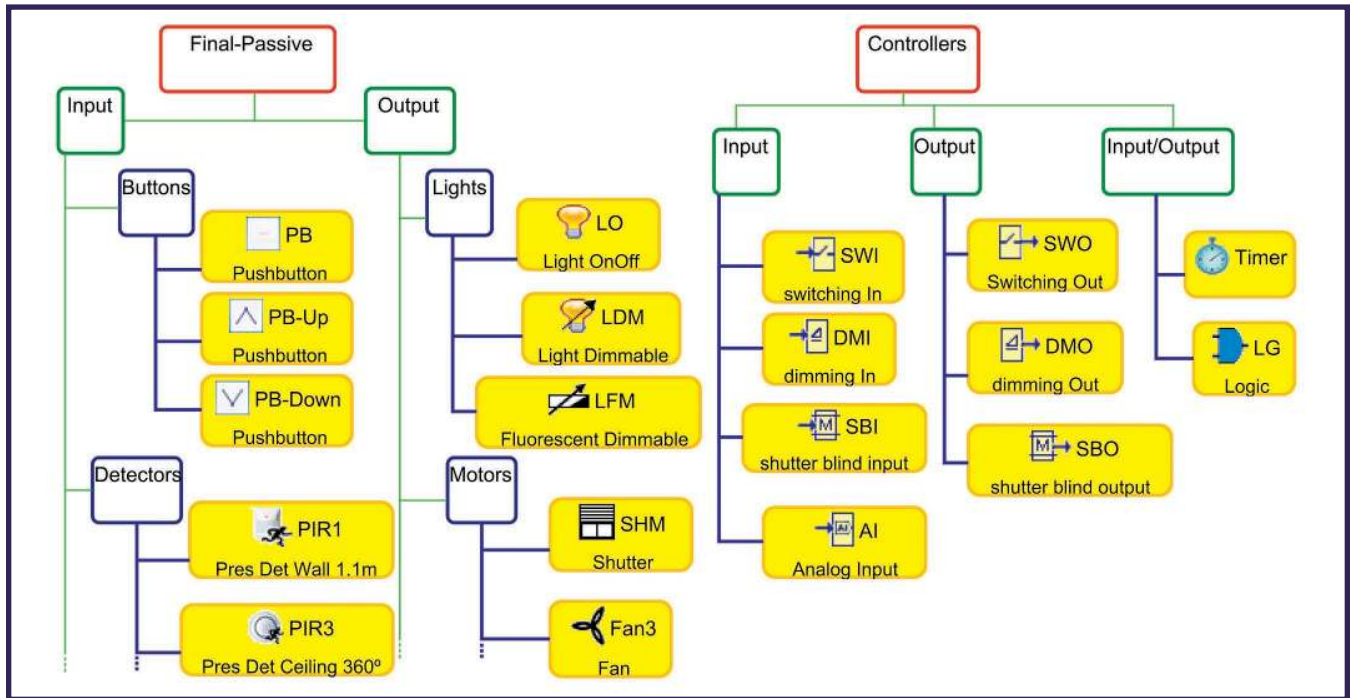 Final-Passive
Input
Output
Buttons
PB
Pushbutton
PB-Up
Pushbutton
PB-Down
Pushbutton
Detectors
PIR1
Pres Det Wall 1.1m
PIR3
Pres Det Ceiling 360º
Lights
LO
Light OnOff
LDM
Light Dimmable
LFM
Fluorescent Dimmable
Motors
SHM
Shutter
Fan3
Fan
Controllers
Input
SWI
switching In
DMI
dimming In
M SBI
shutter blind input
AI AI
Analog Input
Output
SWO
Switching Out
DMO
dimming Out
M SBO
shutter blind output
Input/Output
Timer
LG
Logic